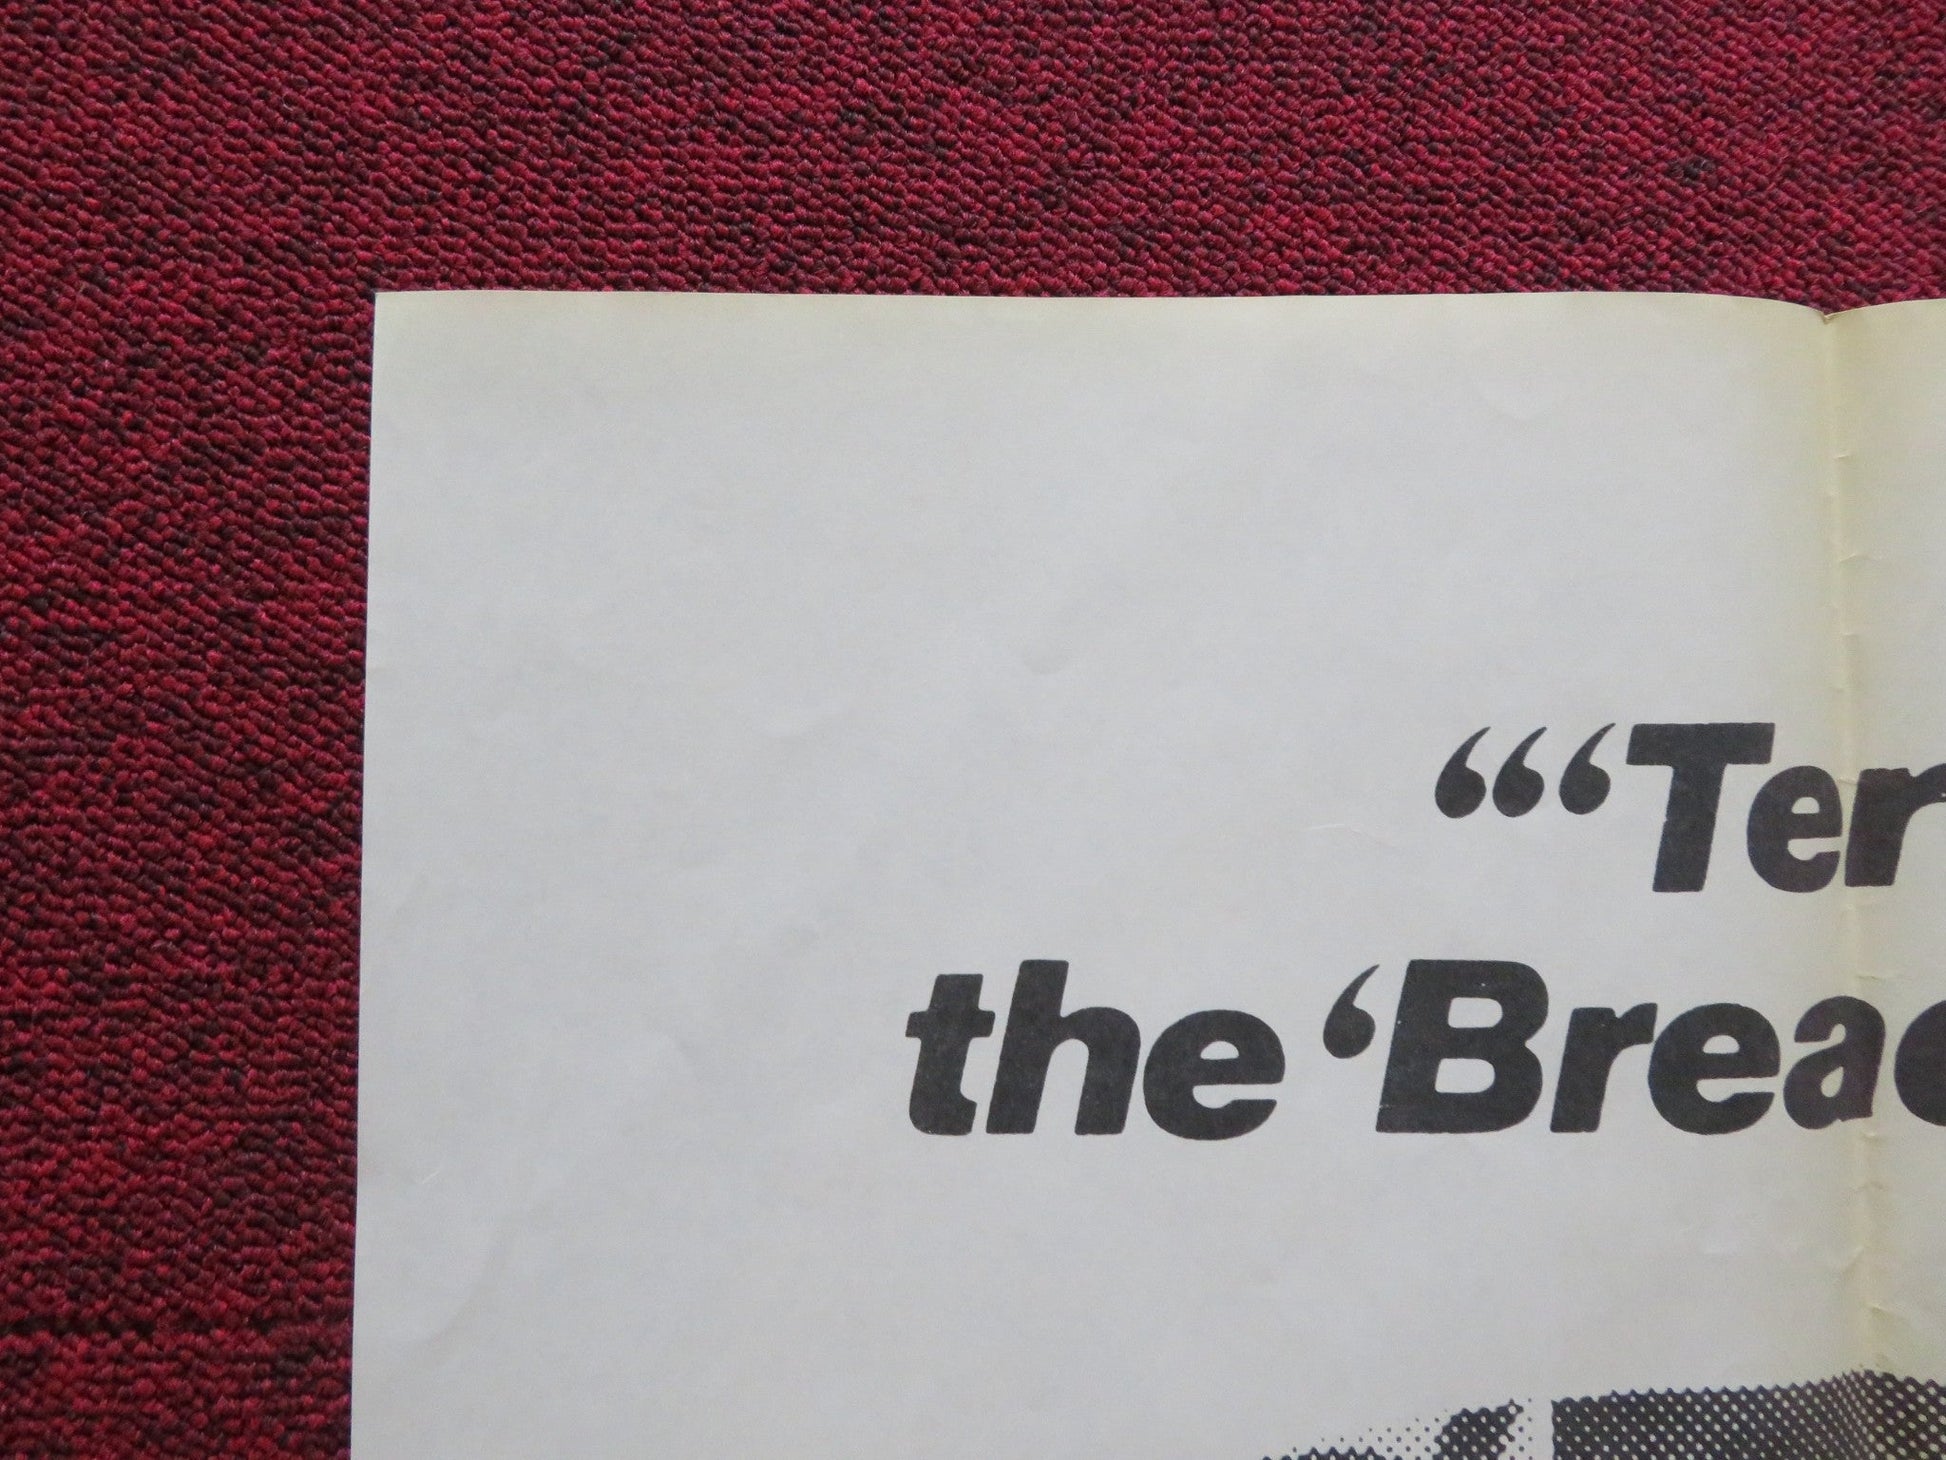 “‘Ter
the ‘Breac